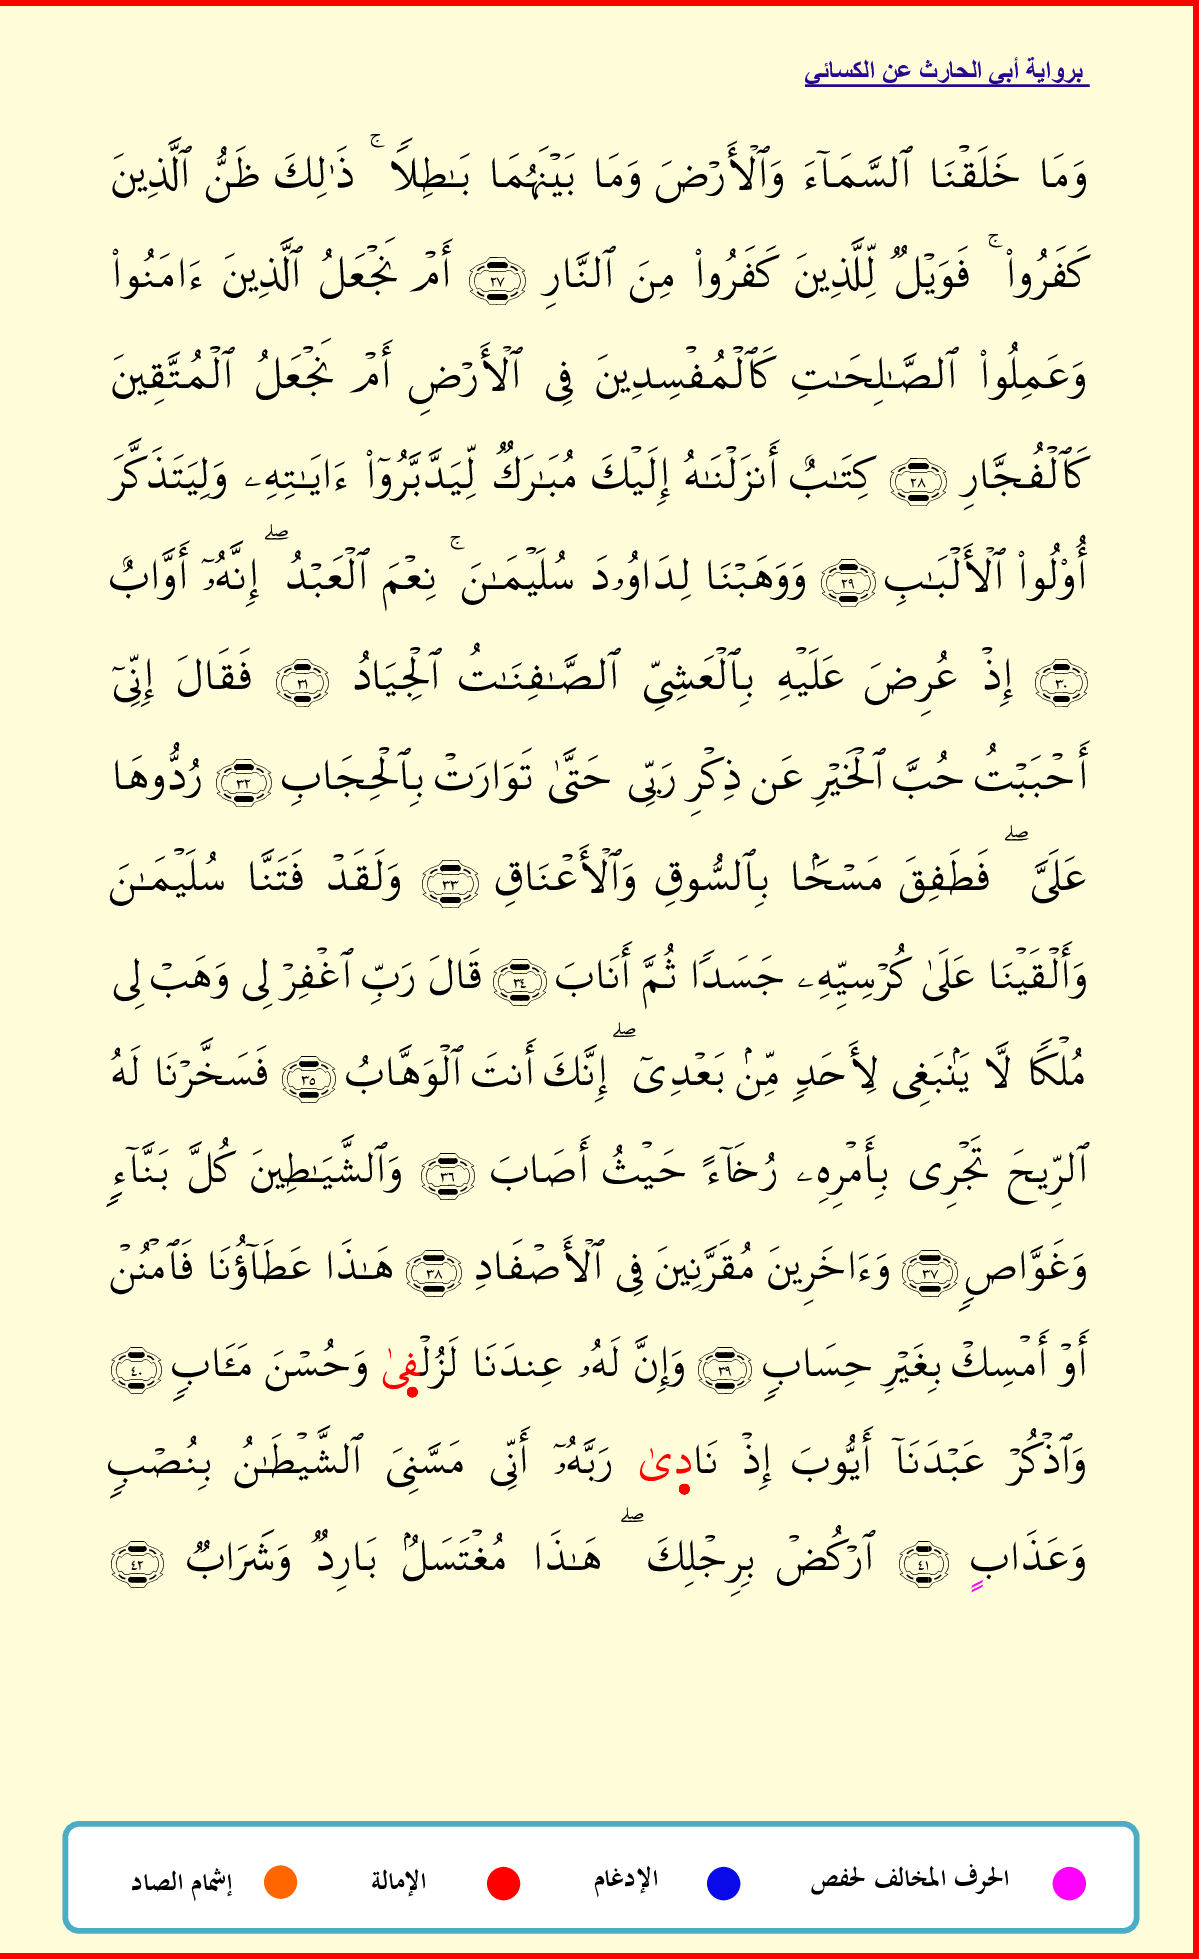 برواية أبي الحارث عن الكسائي
وَمَا خَلَقْنَا ٱلسَّمَآءَ وَٱلْأَرْضَ وَمَا بَيْنَهُمَا بَـٰطِلًا ۚ ذَٰلِكَ ظَنُّ ٱلَّذِينَ
كَفَرُوا۟ ۚ فَوَيْلٌ لِّلَّذِينَ كَفَرُوا۟ مِنَ ٱلنَّارِ ٢٧ أَمْ نَجْعَلُ ٱلَّذِينَ ءَامَنُوا۟
وَعَمِلُوا۟ ٱلصَّـٰلِحَـٰتِ كَٱلْمُفْسِدِينَ فِى ٱلْأَرْضِ أَمْ نَجْعَلُ ٱلْمُتَّقِينَ
كَٱلْفُجَّارِ ٢٨ كِتَـٰبٌ أَنزَلْنَـٰهُ إِلَيْكَ مُبَـٰرَكٌ لِّيَدَّبَّرُوٓا۟ ءَايَـٰتِهِۦ وَلِيَتَذَكَّرَ
أُو۟لُوا۟ ٱلْأَلْبَـٰبِ ٢٩ وَوَهَبْنَا لِدَاوُۥدَ سُلَيْمَـٰنَ ۚ نِعْمَ ٱلْعَبْدُ ۖ إِنَّهُۥٓ أَوَّابٌ
٣٠ إِذْ عُرِضَ عَلَيْهِ بِٱلْعَشِىِّ ٱلصَّـٰفِنَـٰتُ ٱلْجِيَادُ ٣١ فَقَالَ إِنِّىٓ
أَحْبَبْتُ حُبَّ ٱلْخَيْرِ عَن ذِكْرِ رَبِّى حَتَّىٰ تَوَارَتْ بِٱلْحِجَابِ ٣٢ رُدُّوهَا
عَلَىَّ ۖ فَطَفِقَ مَسْحًۢا بِٱلسُّوقِ وَٱلْأَعْنَاقِ ٣٣ وَلَقَدْ فَتَنَّا سُلَيْمَـٰنَ
وَأَلْقَيْنَا عَلَىٰ كُرْسِيِّهِۦ جَسَدًا ثُمَّ أَنَابَ ٣٤ قَالَ رَبِّ ٱغْفِرْ لِى وَهَبْ لِى
مُلْكًا لَّا يَنۢبَغِى لِأَحَدٍ مِّنۢ بَعْدِىٓ ۖ إِنَّكَ أَنتَ ٱلْوَهَّابُ ٣٥ فَسَخَّرْنَا لَهُ
ٱلرِّيحَ تَجْرِى بِأَمْرِهِۦ رُخَآءً حَيْثُ أَصَابَ ٣٦ وَٱلشَّيَـٰطِينَ كُلَّ بَنَّآءٍ
وَغَوَّاصٍ ٣٧ وَءَاخَرِينَ مُقَرَّنِينَ فِى ٱلْأَصْفَادِ ٣٨ هَـٰذَا عَطَآؤُنَا فَٱمْنُنْ
أَوْ أَمْسِكْ بِغَيْرِ حِسَابٍ ٣٩ وَإِنَّ لَهُۥ عِندَنَا لَزُلْفِىٰ وَحُسْنَ مَـَٔابٍ ٤٠
وَٱذْكُرْ عَبْدَنَآ أَيُّوبَ إِذْ نَادِىٰ رَبَّهُۥٓ أَنِّى مَسَّنِىَ ٱلشَّيْطَـٰنُ بِنُصْبٍ
وَعَذَابٍ ٤١ ٱرْكُضْ بِرِجْلِكَ ۖ هَـٰذَا مُغْتَسَلٌۢ بَارِدٌ وَشَرَابٌ ٤٢
الحرف المخالف لحفص الإدغام الإمالة إشمام الصاد